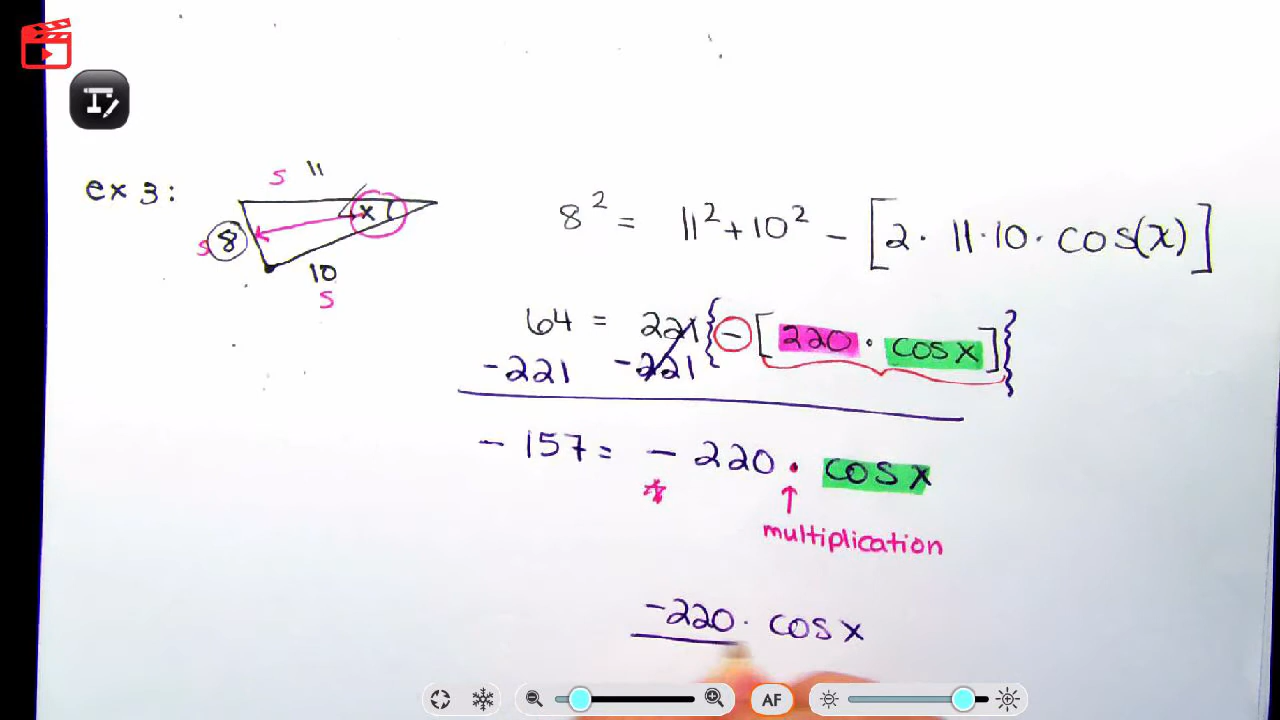 ex 3:
S 11
x
S 8
10
S
8² = 11² + 10² - [2 · 11 · 10 · cos(x)]
64 = 221 { - [220 · cos x] }
-221 -221
-157 = -220 · cos x
*
↑
multiplication
-220 · cos x
AF